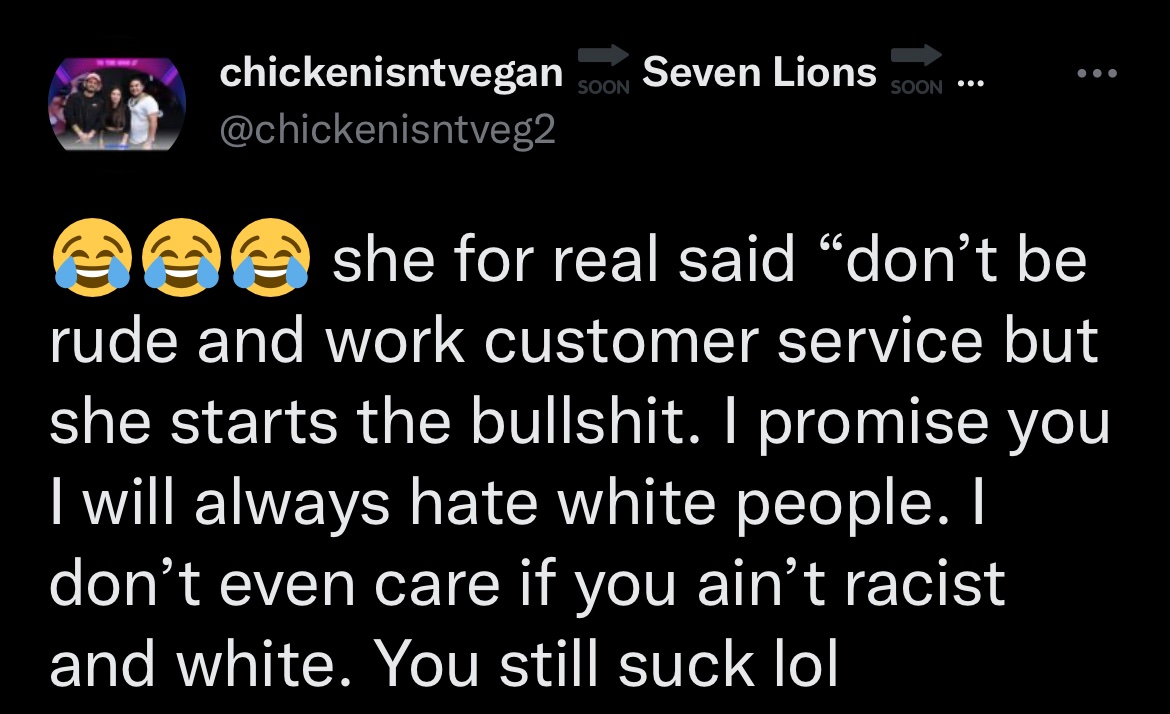 chickenisntvegan 🔜 Seven Lions 🔜 ...
@chickenisntveg2
😂😂😂 she for real said “don’t be
rude and work customer service but
she starts the bullshit. I promise you
I will always hate white people. I
don’t even care if you ain’t racist
and white. You still suck lol